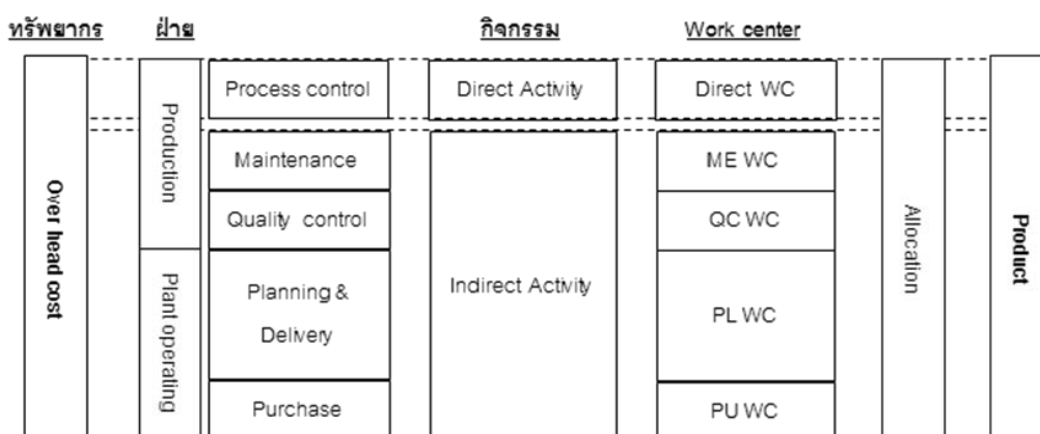 ทรัพยากร ฝ่าย กิจกรรม Work center
Over head cost
Production
Plant operating
Process control
Maintenance
Quality control
Planning &
Delivery
Purchase
Direct Activity
Indirect Activity
Direct WC
ME WC
QC WC
PL WC
PU WC
Allocation
Product